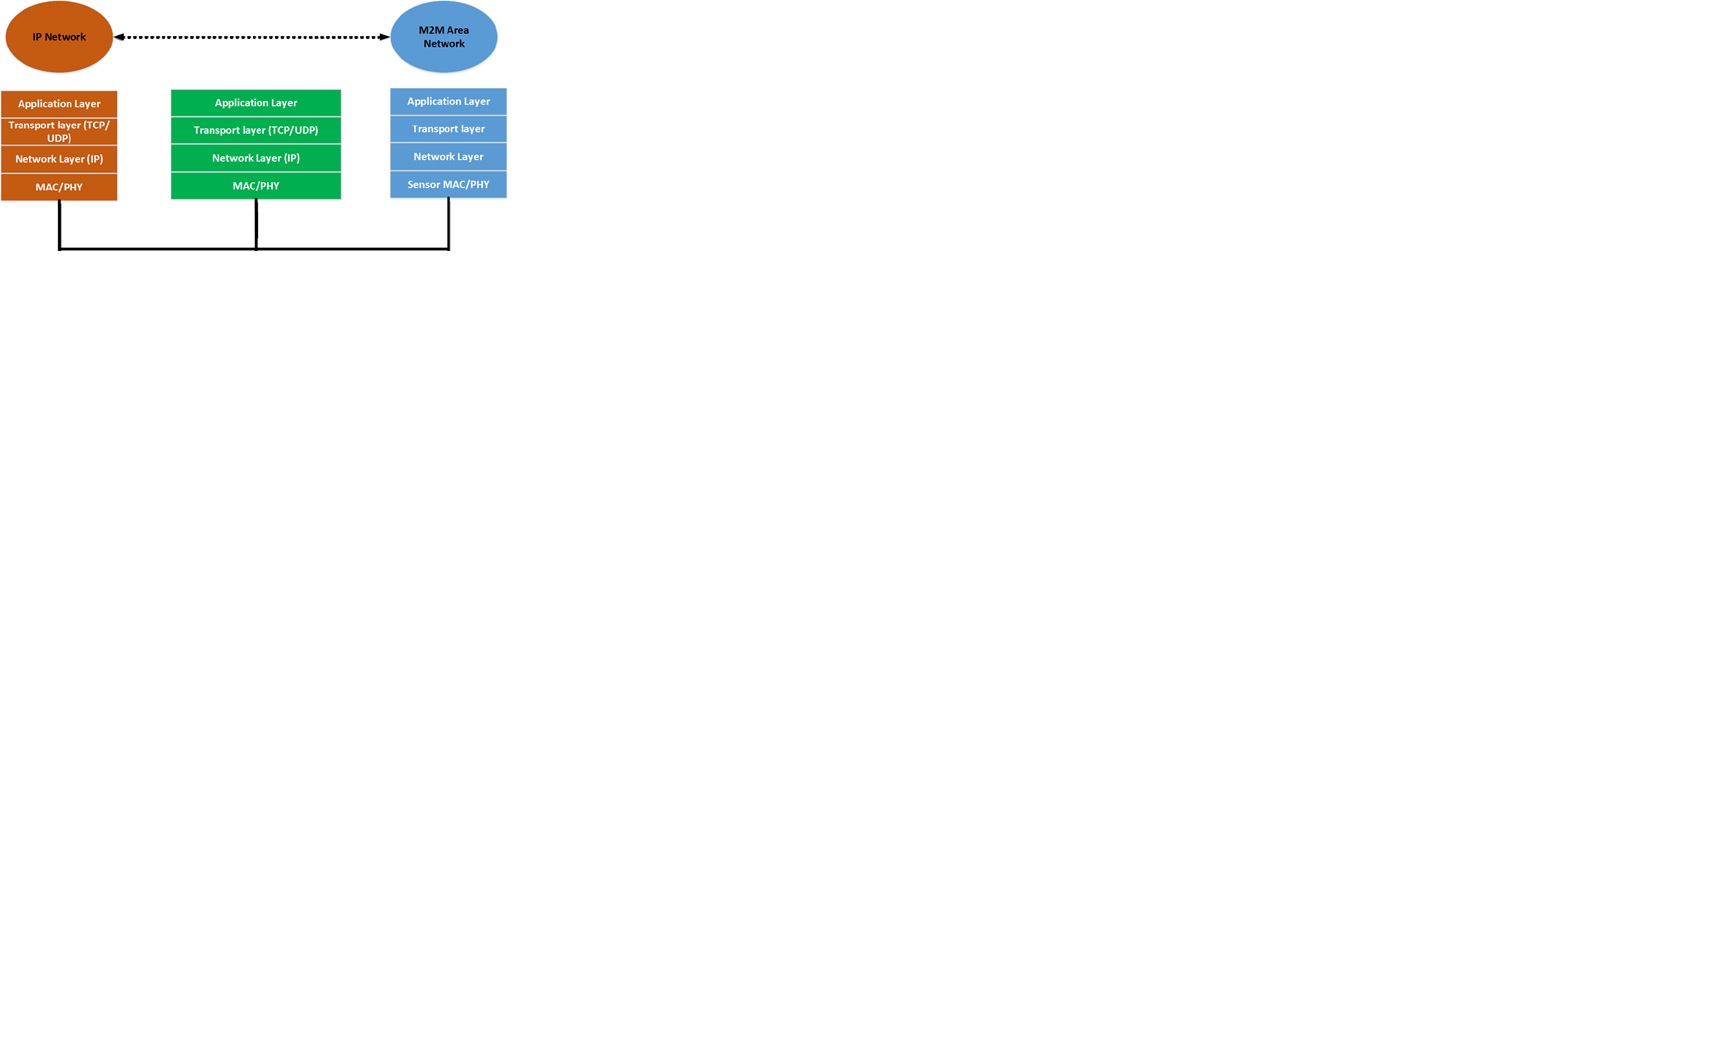 IP Network
M2M Area
Network
Application Layer
Transport layer (TCP/
UDP)
Network Layer (IP)
MAC/PHY
Application Layer
Transport layer (TCP/UDP)
Network Layer (IP)
MAC/PHY
Application Layer
Transport layer
Network Layer
Sensor MAC/PHY